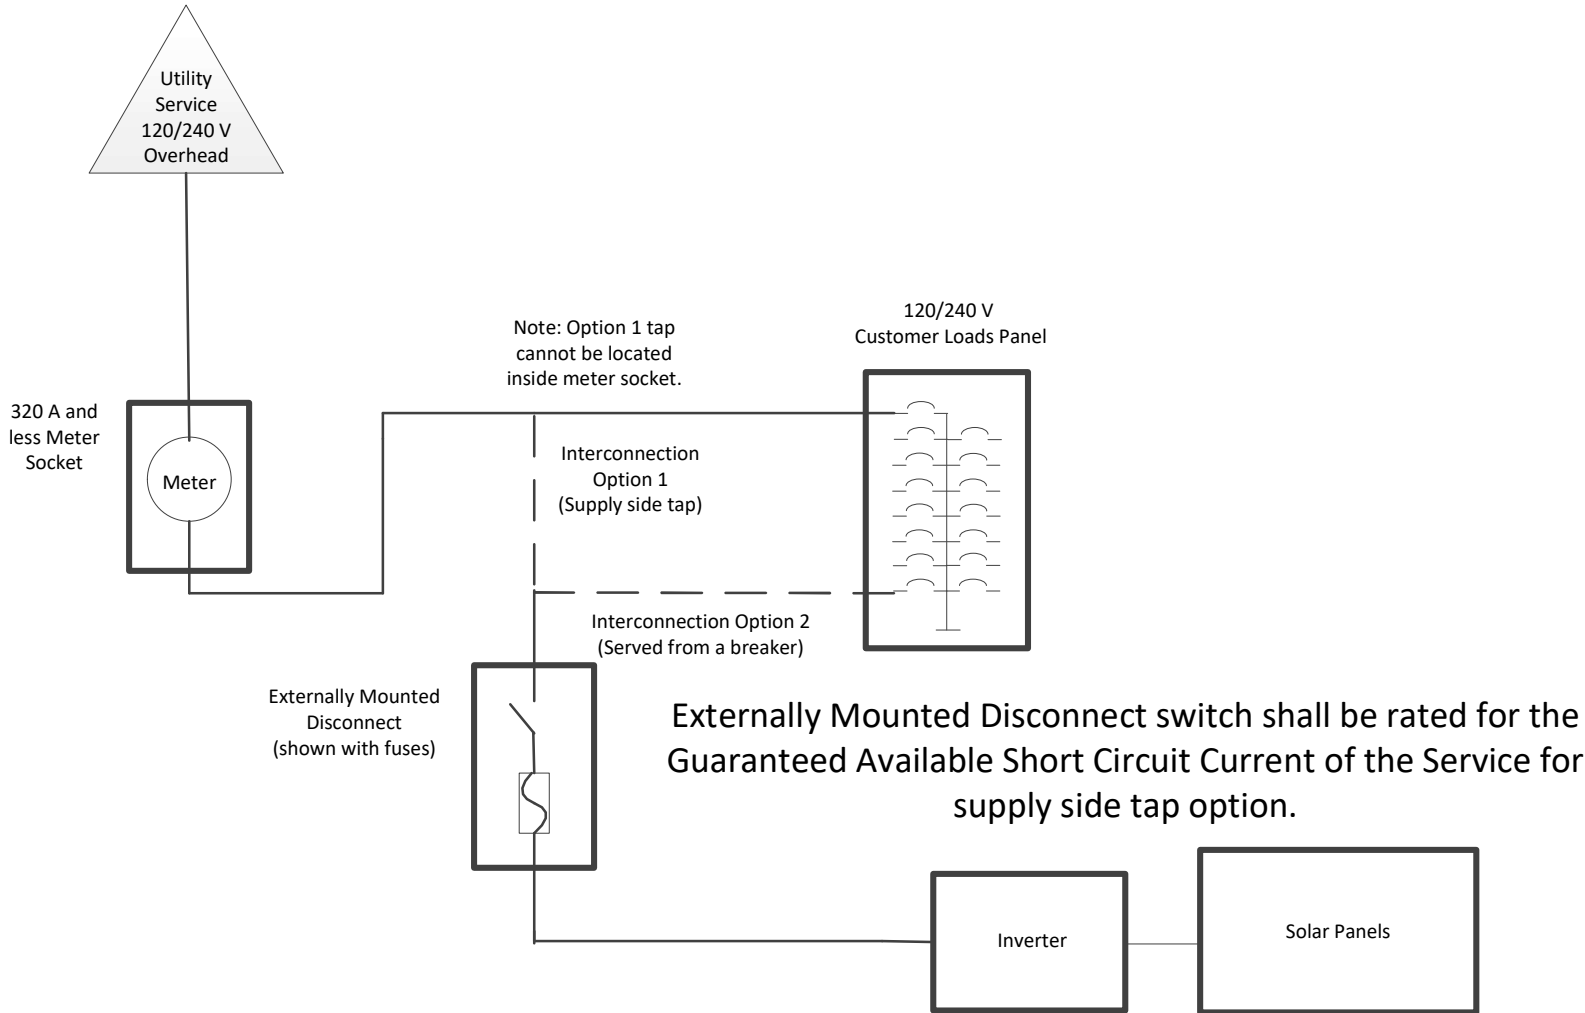 Utility
Service
120/240 V
Overhead
120/240 V
Customer Loads Panel
Note: Option 1 tap
cannot be located
inside meter socket.
320 A and
less Meter
Socket
Meter
Interconnection
Option 1
(Supply side tap)
Interconnection Option 2
(Served from a breaker)
Externally Mounted
Disconnect
(shown with fuses)
Externally Mounted Disconnect switch shall be rated for the
Guaranteed Available Short Circuit Current of the Service for
supply side tap option.
Inverter
Solar Panels